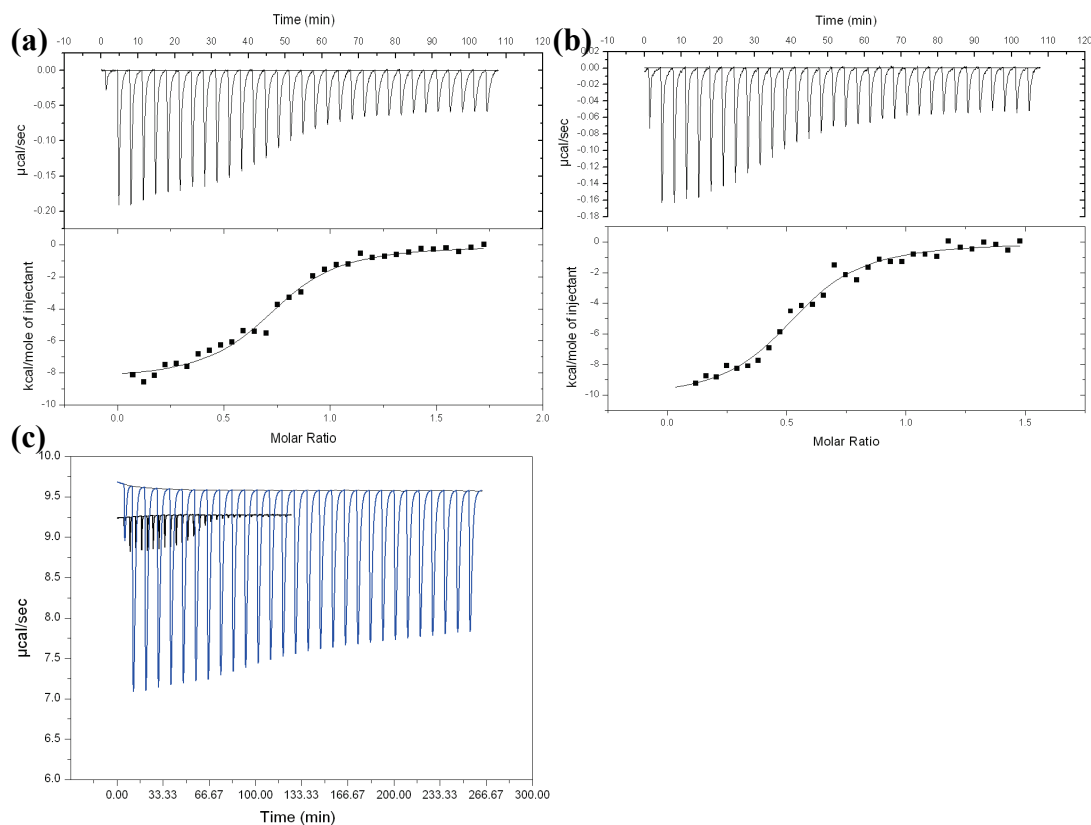 (a)
Time (min)
-10 0 10 20 30 40 50 60 70 80 90 100 110 120
0.00
-0.05
-0.10
-0.15
-0.20
µcal/sec
0
-2
-4
-6
-8
-10
kcal/mole of injectant
0.0 0.5 1.0 1.5 2.0
Molar Ratio
(b)
Time (min)
-10 0 10 20 30 40 50 60 70 80 90 100 110 120
0.02
0.00
-0.02
-0.04
-0.06
-0.08
-0.10
-0.12
-0.14
-0.16
-0.18
µcal/sec
0
-2
-4
-6
-8
-10
kcal/mole of injectant
0.0 0.5 1.0 1.5
Molar Ratio
(c)
10.0
9.5
9.0
8.5
8.0
7.5
7.0
6.5
6.0
µcal/sec
0.00 33.33 66.67 100.00 133.33 166.67 200.00 233.33 266.67 300.00
Time (min)